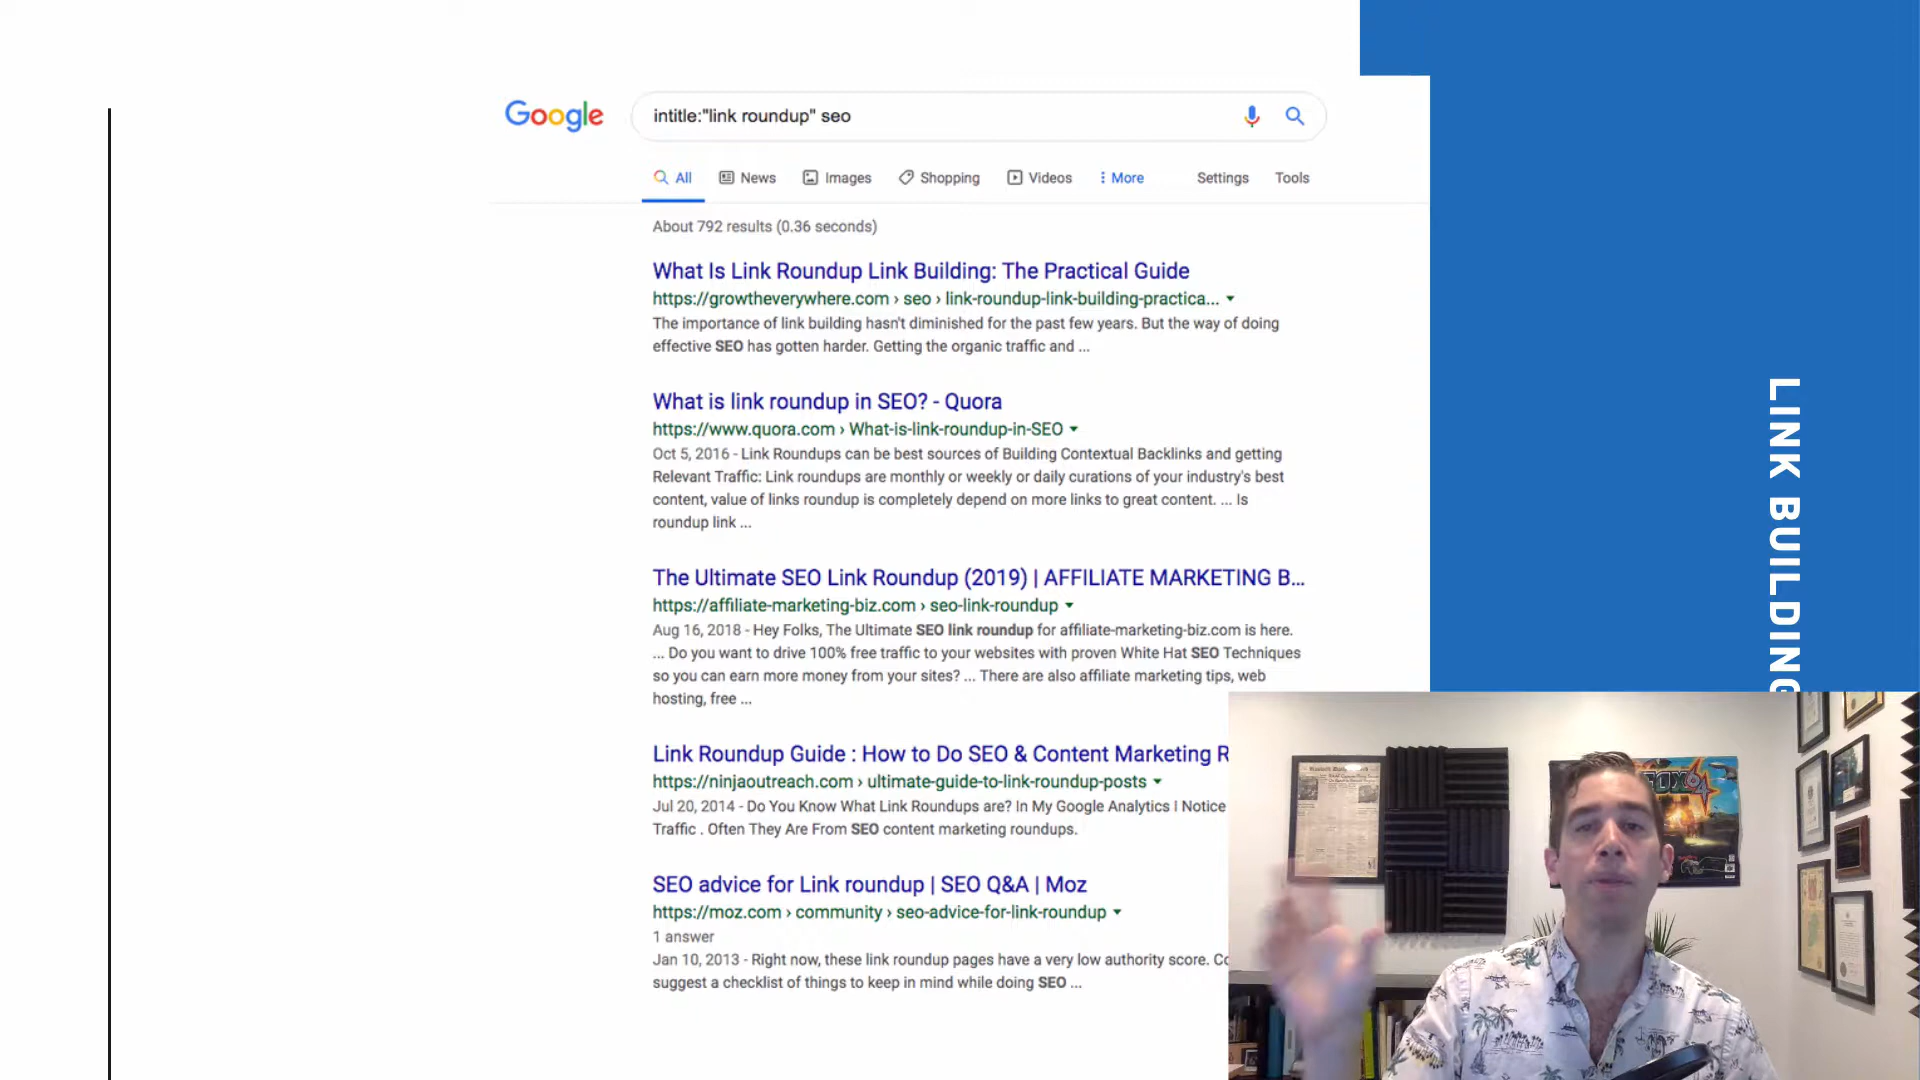 Google
intitle:"link roundup" seo
All News Images Shopping Videos More Settings Tools
About 792 results (0.36 seconds)
What Is Link Roundup Link Building: The Practical Guide
https://growtheverywhere.com › seo › link-roundup-link-building-practica...
The importance of link building hasn't diminished for the past few years. But the way of doing
effective SEO has gotten harder. Getting the organic traffic and ...
What is link roundup in SEO? - Quora
https://www.quora.com › What-is-link-roundup-in-SEO
Oct 5, 2016 - Link Roundups can be best sources of Building Contextual Backlinks and getting
Relevant Traffic: Link roundups are monthly or weekly or daily curations of your industry's best
content, value of links roundup is completely depend on more links to great content. ... Is
roundup link ...
The Ultimate SEO Link Roundup (2019) | AFFILIATE MARKETING B...
https://affiliate-marketing-biz.com › seo-link-roundup
Aug 16, 2018 - Hey Folks, The Ultimate SEO link roundup for affiliate-marketing-biz.com is here.
... Do you want to drive 100% free traffic to your websites with proven White Hat SEO Techniques
so you can earn more money from your sites? ... There are also affiliate marketing tips, web
hosting, free ...
Link Roundup Guide : How to Do SEO & Content Marketing R
https://ninjaoutreach.com › ultimate-guide-to-link-roundup-posts
Jul 20, 2014 - Do You Know What Link Roundups are? In My Google Analytics I Notice
Traffic . Often They Are From SEO content marketing roundups.
SEO advice for Link roundup | SEO Q&A | Moz
https://moz.com › community › seo-advice-for-link-roundup
1 answer
Jan 10, 2013 - Right now, these link roundup pages have a very low authority score. Co
suggest a checklist of things to keep in mind while doing SEO ...
LINK BUILDING